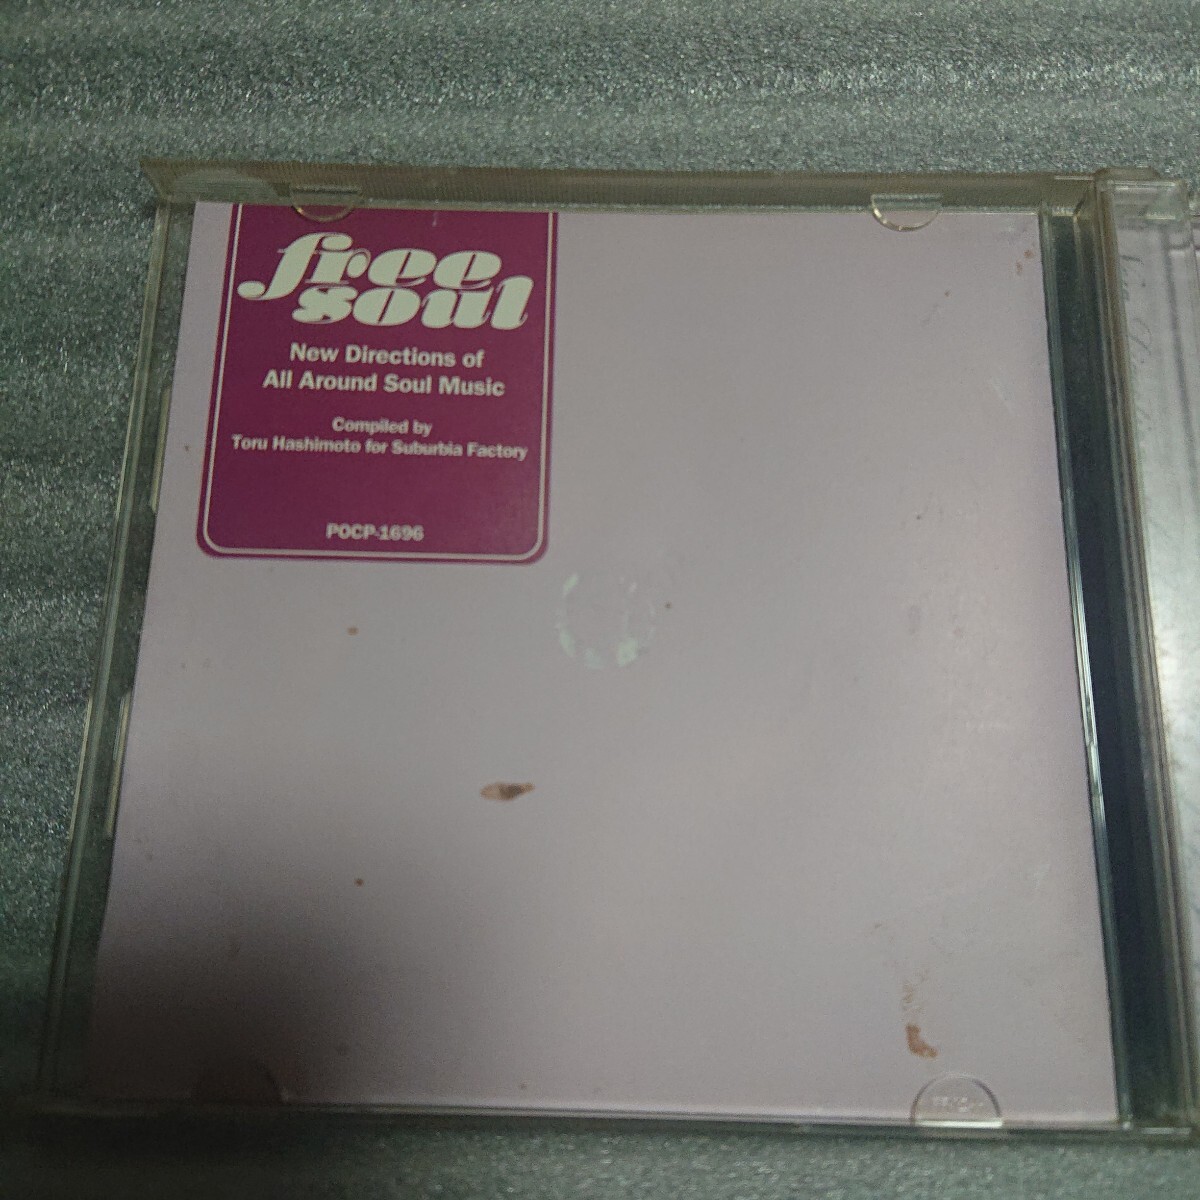 free
soul
New Directions of
All Around Soul Music
Compiled by
Toru Hashimoto for Suburbia Factory
POCP-1696